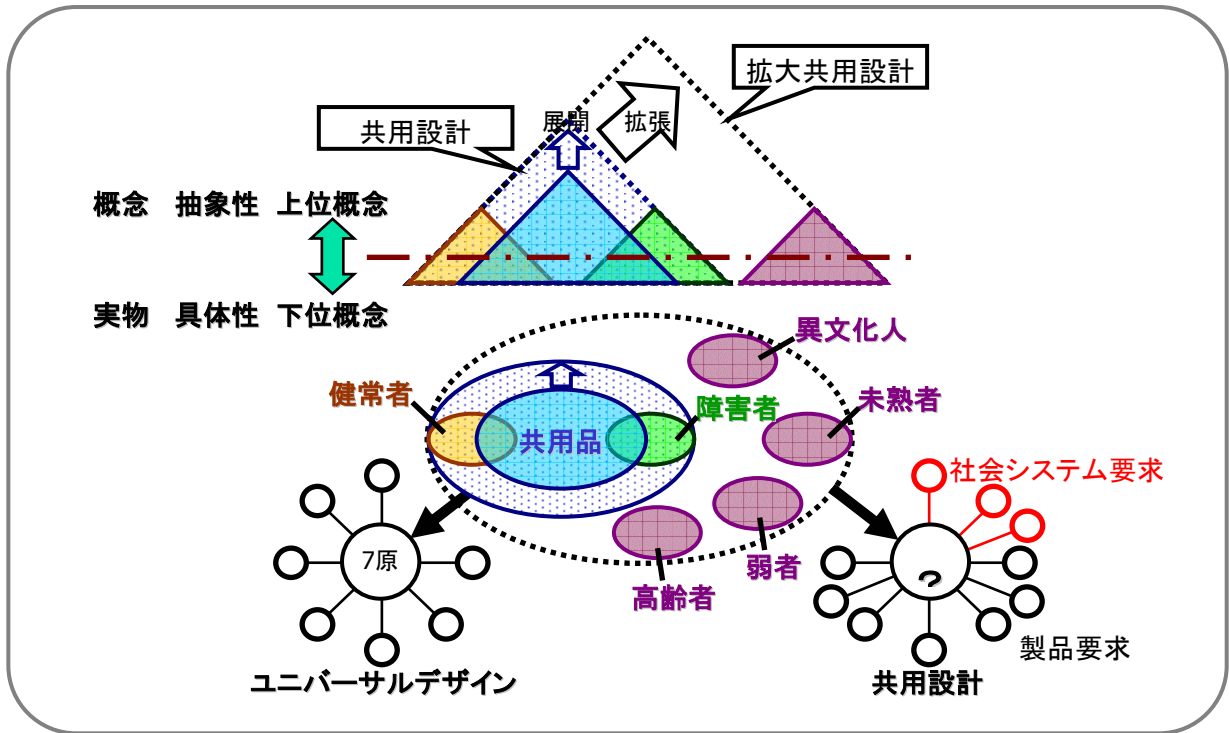 拡大共用設計
共用設計
展開
拡張
概念 抽象性 上位概念
実物 具体性 下位概念
異文化人
健常者
障害者
未熟者
共用品
社会システム要求
7原
?
弱者
高齢者
製品要求
ユニバーサルデザイン
共用設計